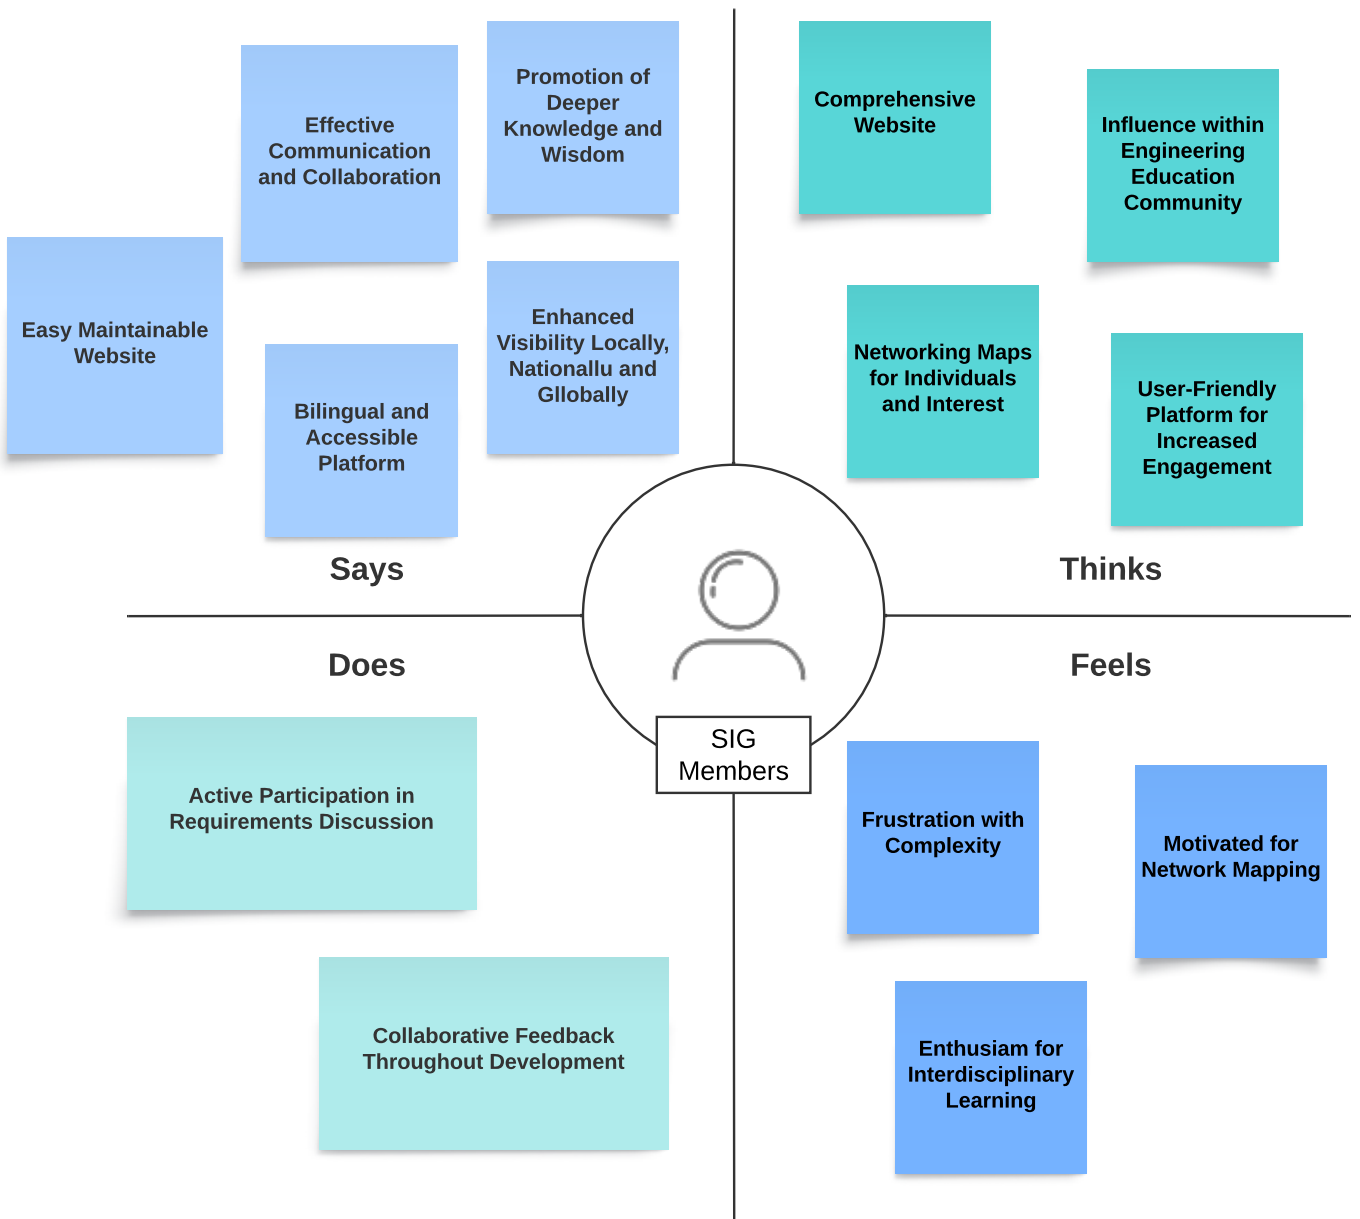 Effective
Communication
and Collaboration
Promotion of
Deeper
Knowledge and
Wisdom
Easy Maintainable
Website
Bilingual and
Accessible
Platform
Enhanced
Visibility Locally,
Nationallu and
Gllobally
Says
Comprehensive
Website
Influence within
Engineering
Education
Community
Networking Maps
for Individuals
and Interest
User-Friendly
Platform for
Increased
Engagement
Thinks
SIG
Members
Does
Active Participation in
Requirements Discussion
Collaborative Feedback
Throughout Development
Feels
Frustration with
Complexity
Motivated for
Network Mapping
Enthusiam for
Interdisciplinary
Learning